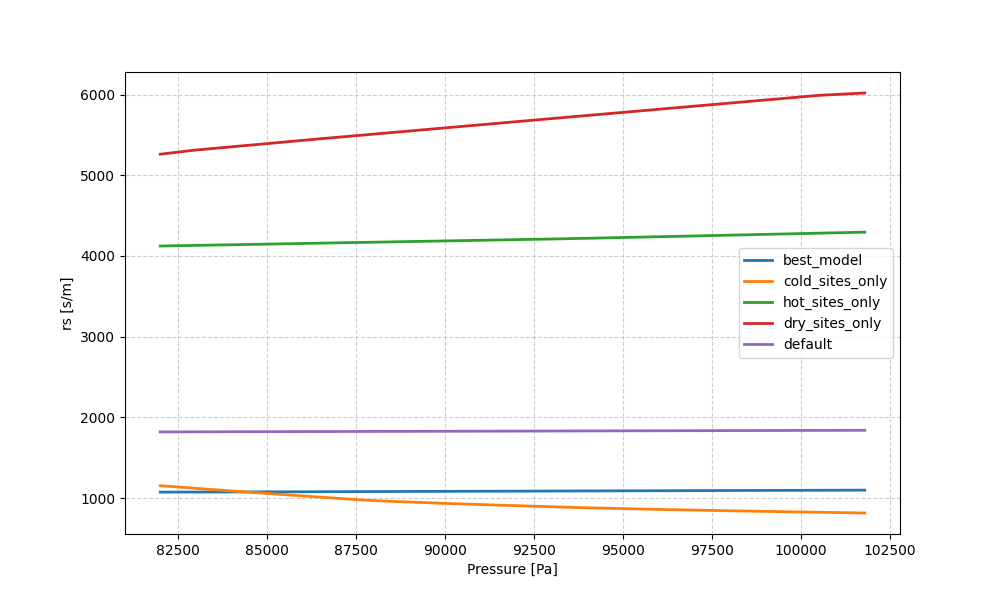 6000
5000
4000
3000
2000
1000
rs [s/m]
best_model
cold_sites_only
hot_sites_only
dry_sites_only
default
82500 85000 87500 90000 92500 95000 97500 100000 102500
Pressure [Pa]